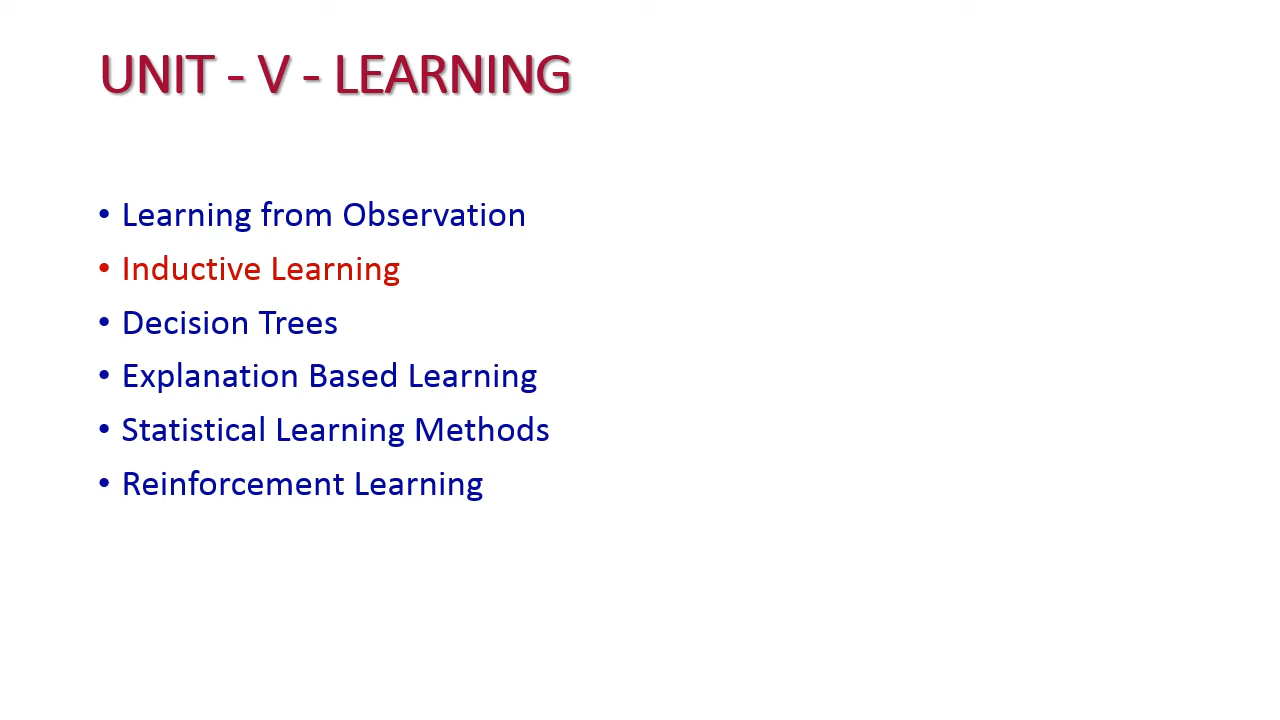 UNIT - V - LEARNING
• Learning from Observation
• Inductive Learning
• Decision Trees
• Explanation Based Learning
• Statistical Learning Methods
• Reinforcement Learning